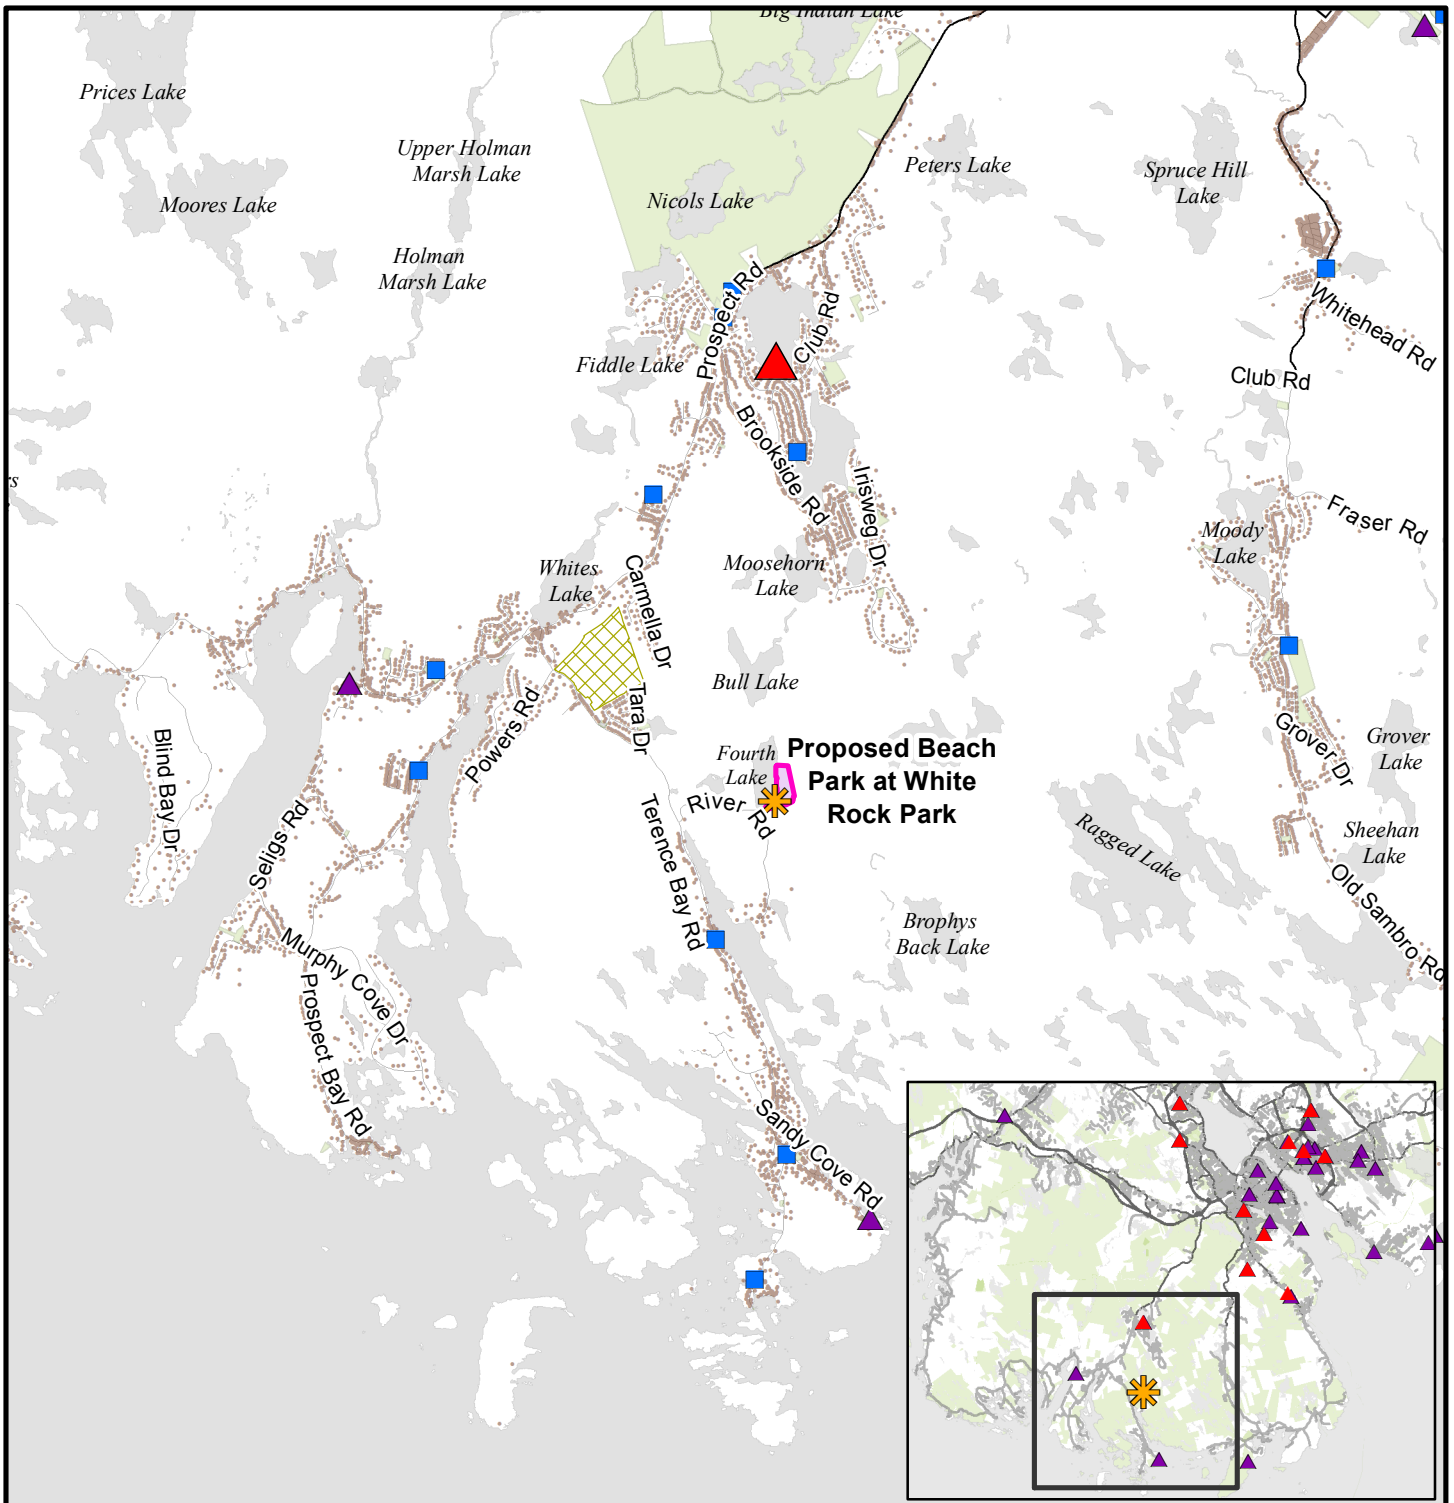 Big Indian Lake
Prices Lake
Upper Holman
Marsh Lake
Peters Lake
Spruce Hill
Lake
Moores Lake
Nicols Lake
Holman
Marsh Lake
Prospect Rd
Club Rd
Whitehead Rd
Fiddle Lake
Club Rd
Brookside Rd
Irisweg Dr
rs
Fraser Rd
Moody
Lake
Whites
Lake
Carmella Dr
Moosehorn
Lake
Bull Lake
Tara Dr
Powers Rd
Blind Bay Dr
Grover Dr
Grover
Lake
Fourth
Lake
Proposed Beach
Park at White
Rock Park
River Rd
Seligs Rd
Terence Bay Rd
Ragged Lake
Sheehan
Lake
Old Sambro Rd
Brophys
Back Lake
Murphy Cove Dr
Prospect Bay Rd
Sandy Cove Rd